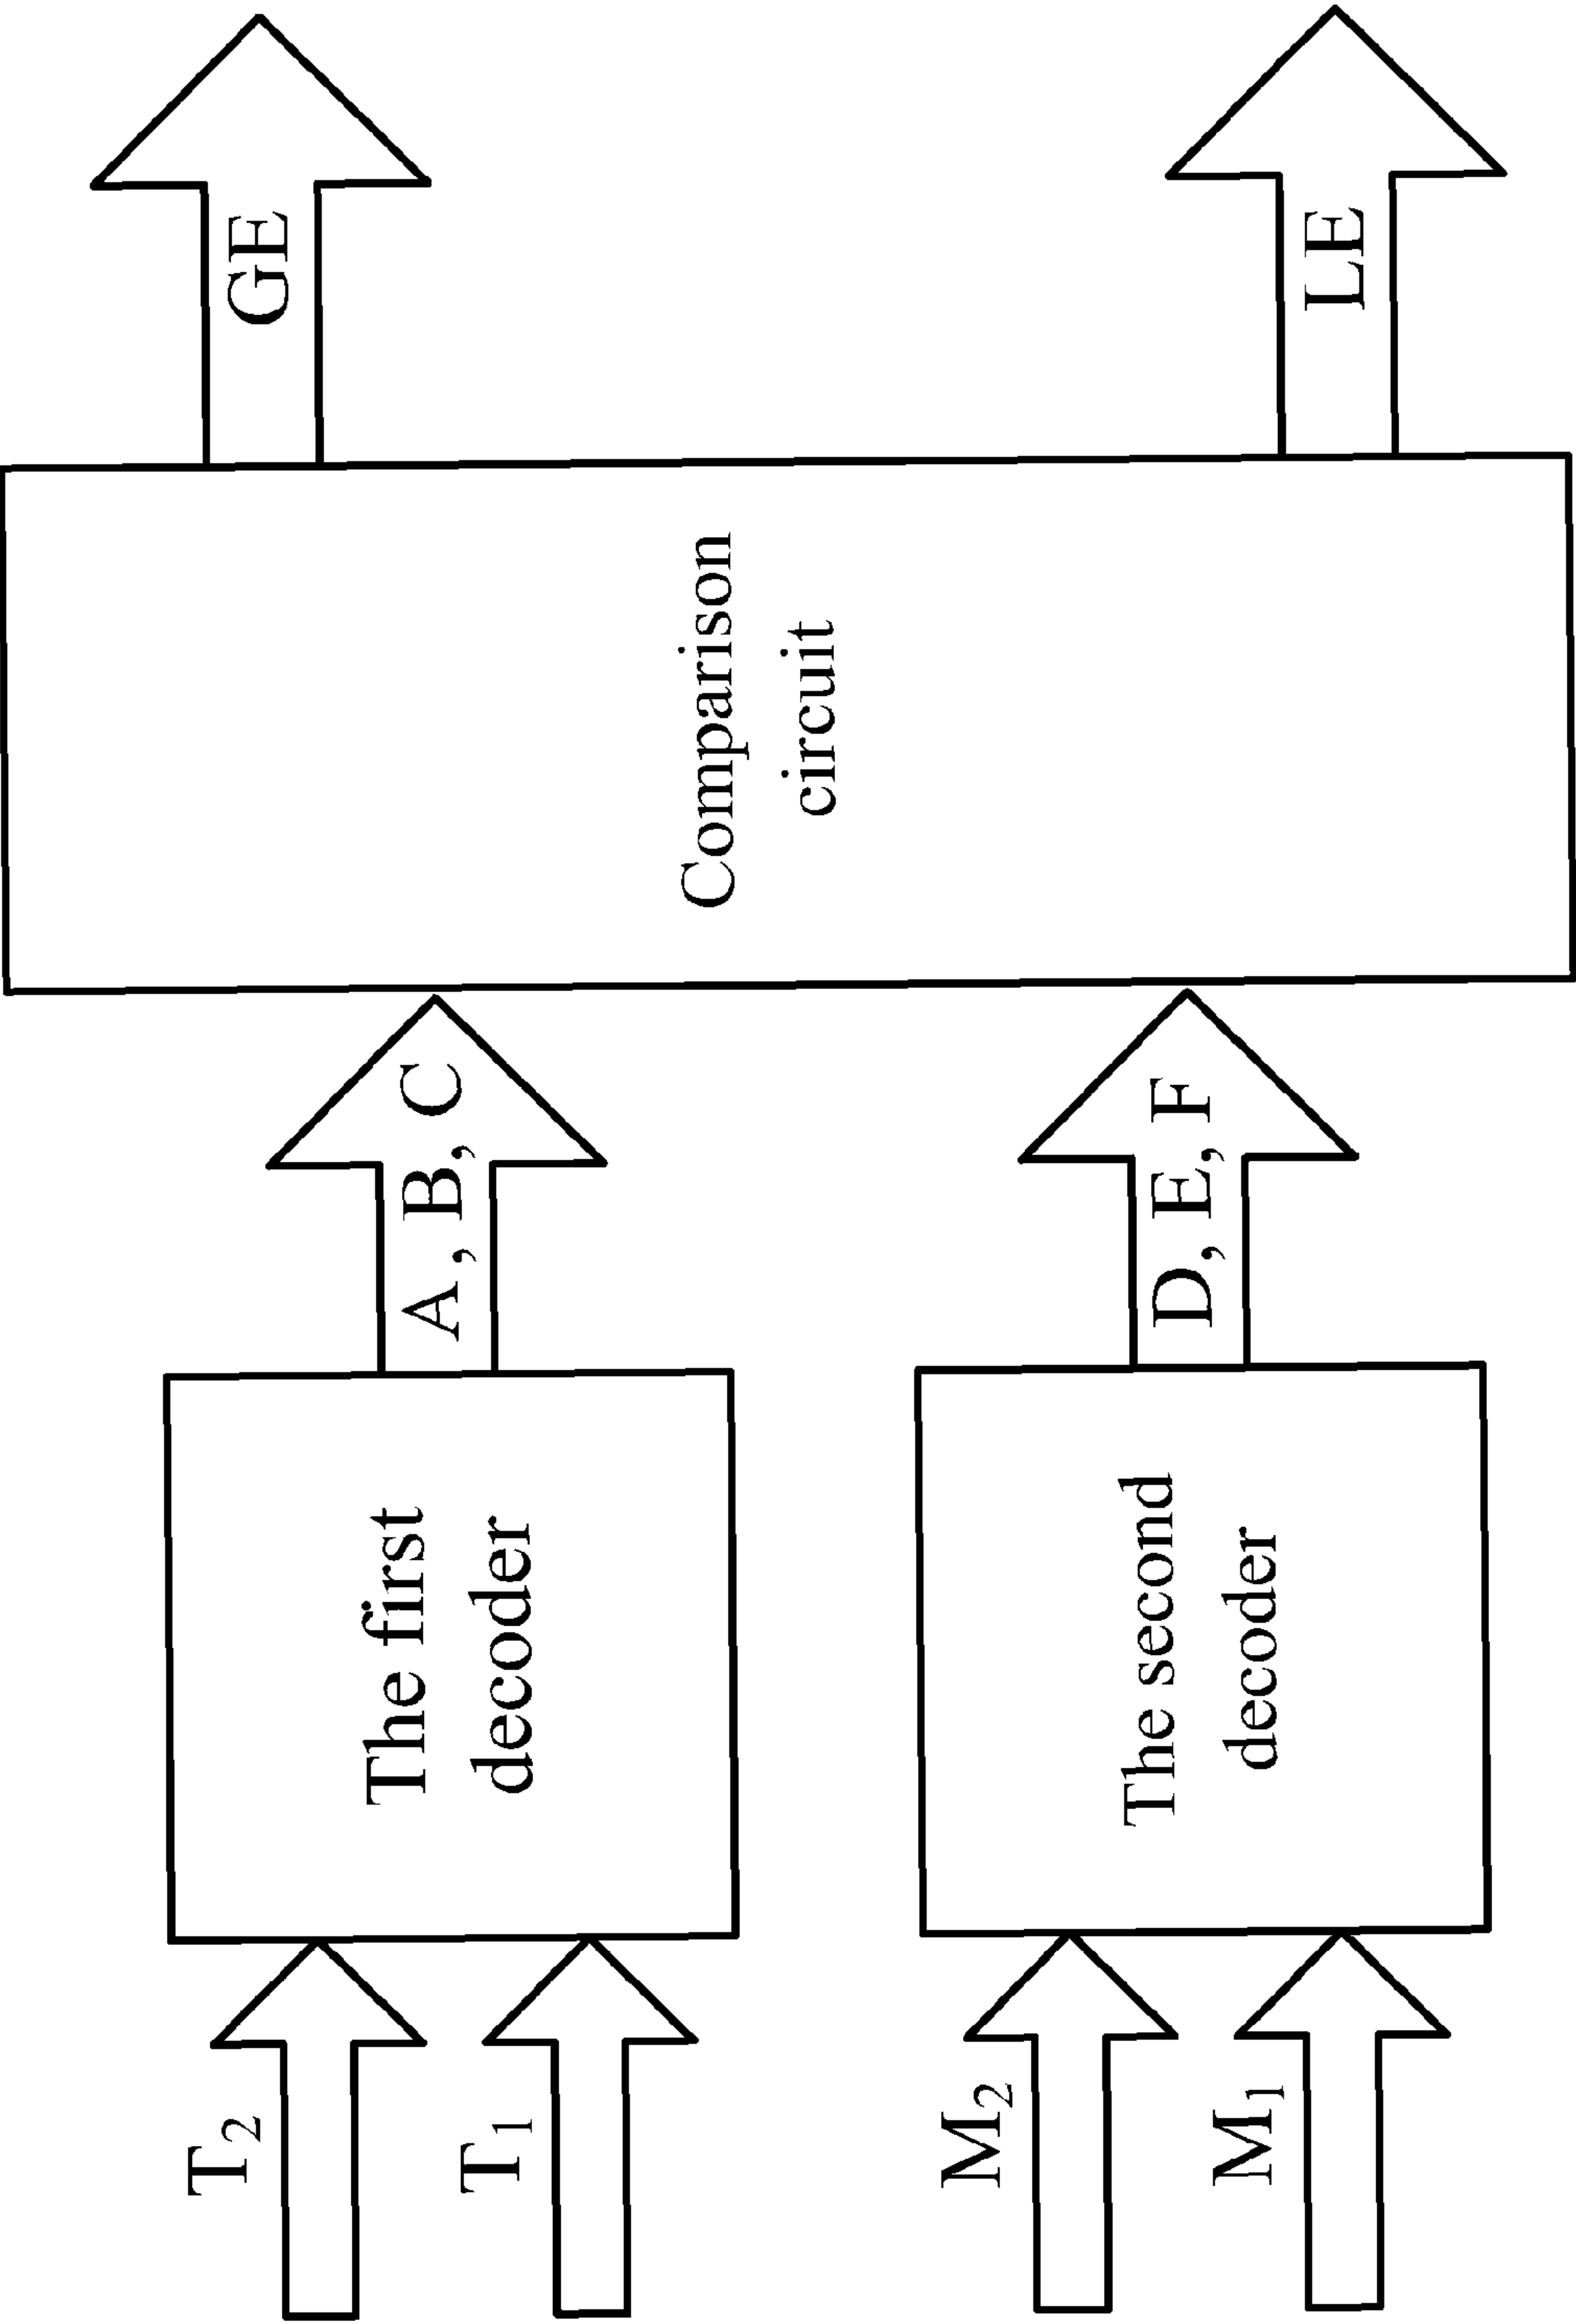 T2
T1
The first
decoder
A, B, C
M2
M1
The second
decoder
D, E, F
Comparison
circuit
GE
LE